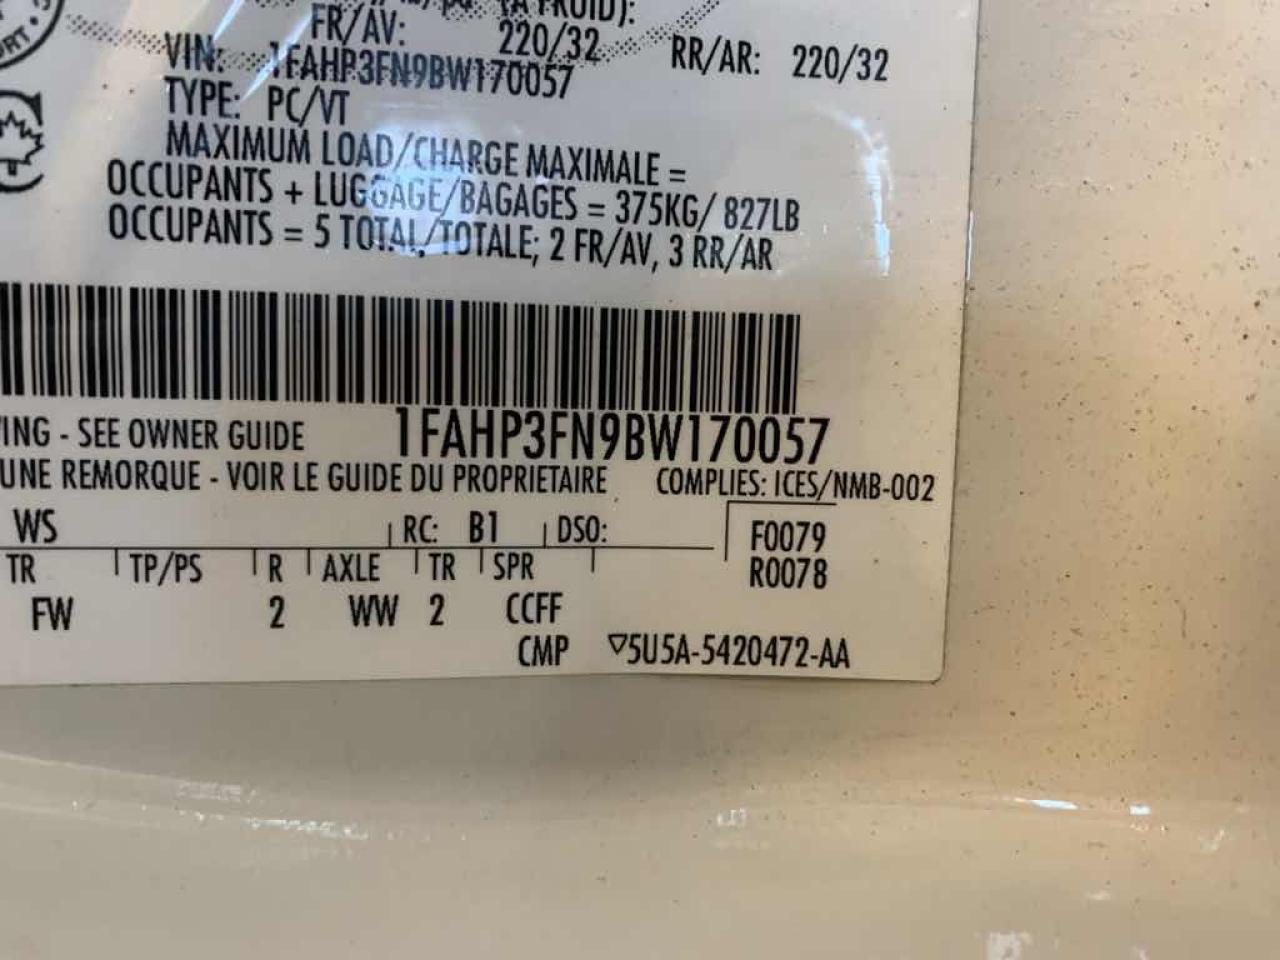 (A FROID):
FR/AV: 220/32 RR/AR: 220/32
VIN: 1FAHP3FN9BW170057
TYPE: PC/VT
MAXIMUM LOAD/CHARGE MAXIMALE =
OCCUPANTS + LUGGAGE/BAGAGES = 375KG/ 827LB
OCCUPANTS = 5 TOTAL/TOTALE; 2 FR/AV, 3 RR/AR
ING - SEE OWNER GUIDE 1FAHP3FN9BW170057
UNE REMORQUE - VOIR LE GUIDE DU PROPRIETAIRE COMPLIES: ICES/NMB-002
WS RC: B1 DSO: F0079
TR TP/PS R AXLE TR SPR R0078
FW 2 WW 2 CCFF
CMP ▽5U5A-5420472-AA